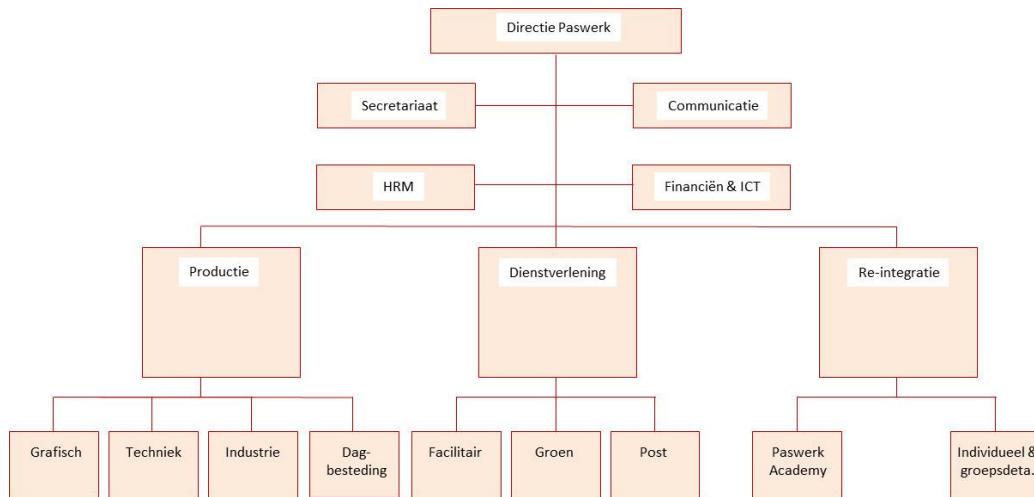 Directie Paswerk
Secretariaat
Communicatie
HRM
Financiën & ICT
Productie
Dienstverlening
Re-integratie
Grafisch
Techniek
Industrie
Dag-
besteding
Facilitair
Groen
Post
Paswerk
Academy
Individueel &
groepsdeta.